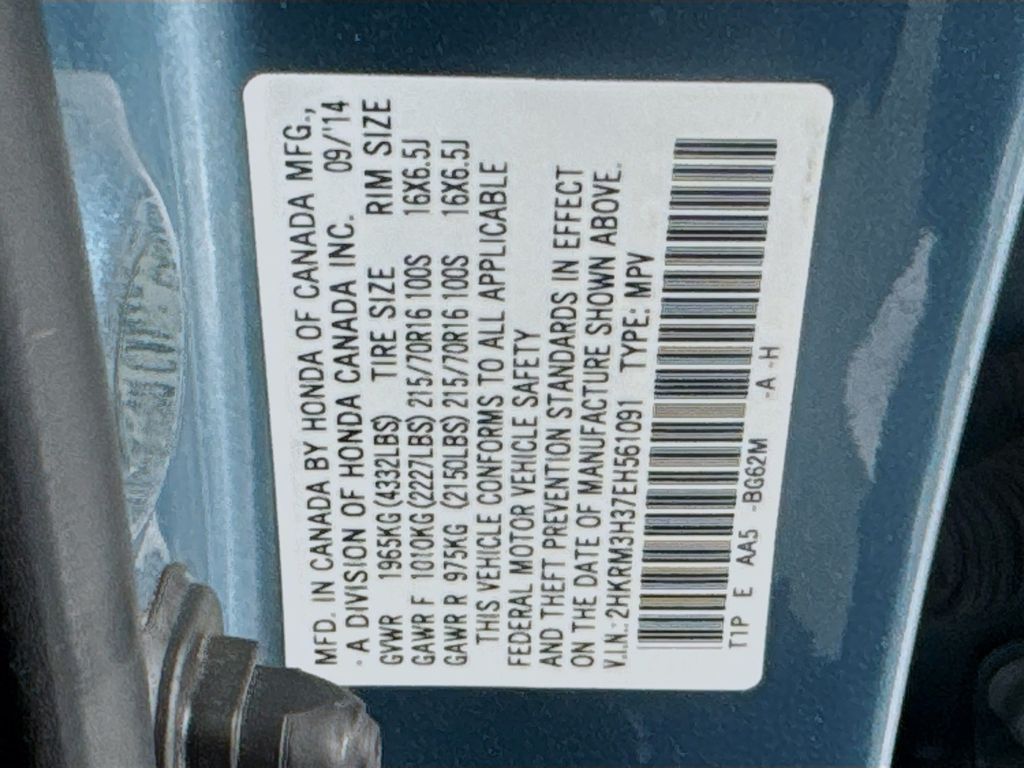 MFD. IN CANADA BY HONDA OF CANADA MFG.,
A DIVISION OF HONDA CANADA INC. 09/'14
GVWR 1965KG (4332LBS) TIRE SIZE RIM SIZE
GAWR F 1010KG (2227LBS) 215/70R16 100S 16X6.5J
GAWR R 975KG (2150LBS) 215/70R16 100S 16X6.5J
THIS VEHICLE CONFORMS TO ALL APPLICABLE
FEDERAL MOTOR VEHICLE SAFETY
AND THEFT PREVENTION STANDARDS IN EFFECT
ON THE DATE OF MANUFACTURE SHOWN ABOVE.
V.I.N.: 2HKRM3H37EH561091 TYPE: MPV
T1P E AA5 -BG62M -A -H